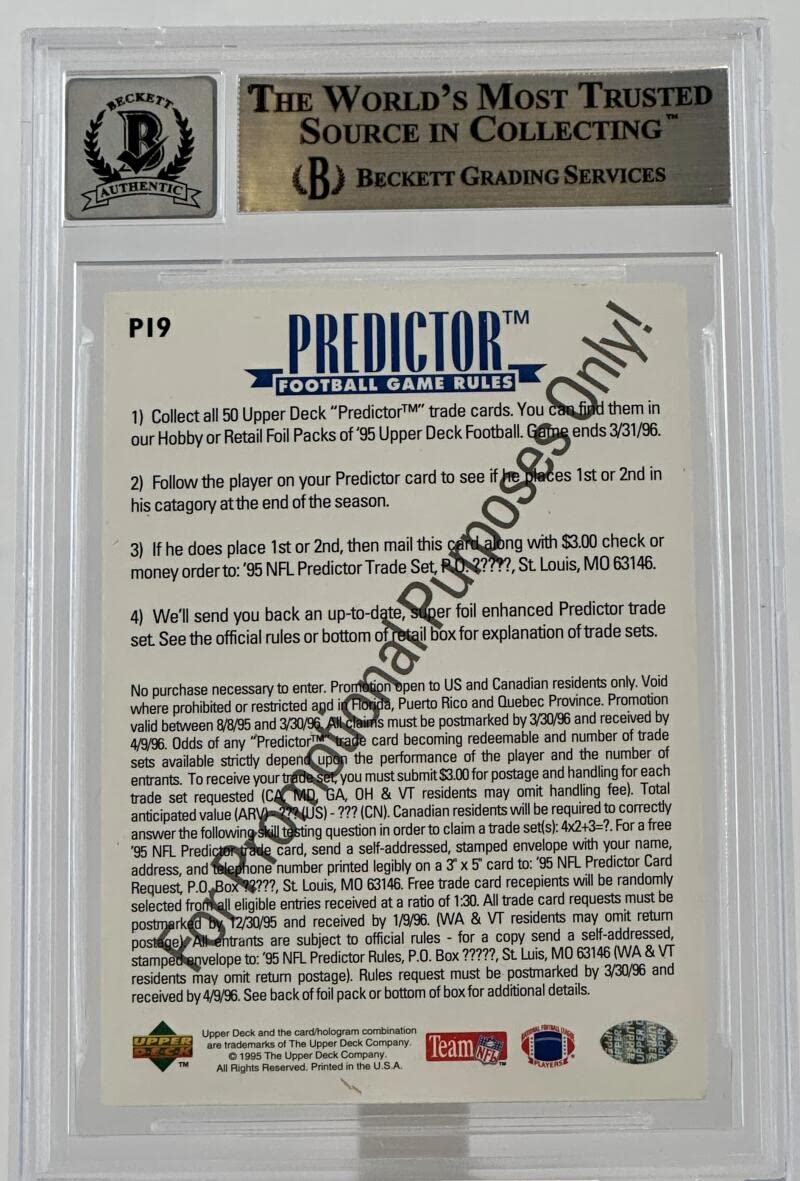 BECKETT
B
AUTHENTIC
THE WORLD'S MOST TRUSTED
SOURCE IN COLLECTING™
B BECKETT GRADING SERVICES
P19
PREDICTOR™
FOOTBALL GAME RULES
1) Collect all 50 Upper Deck "Predictor™" trade cards. You can find them in
our Hobby or Retail Foil Packs of '95 Upper Deck Football. Game ends 3/31/96.
2) Follow the player on your Predictor card to see if he places 1st or 2nd in
his catagory at the end of the season.
3) If he does place 1st or 2nd, then mail this card along with $3.00 check or
money order to: '95 NFL Predictor Trade Set, P.O. ?????, St. Louis, MO 63146.
4) We'll send you back an up-to-date, super foil enhanced Predictor trade
set. See the official rules or bottom of retail box for explanation of trade sets.
For Promotional Purposes Only!
No purchase necessary to enter. Promotion open to US and Canadian residents only. Void
where prohibited or restricted and in Florida, Puerto Rico and Quebec Province. Promotion
valid between 8/8/95 and 3/30/96. All claims must be postmarked by 3/30/96 and received by
4/9/96. Odds of any "Predictor™" trade card becoming redeemable and number of trade
sets available strictly depend upon the performance of the player and the number of
entrants. To receive your trade set, you must submit $3.00 for postage and handling for each
trade set requested (CA, MD, GA, OH & VT residents may omit handling fee). Total
anticipated value (ARV) - ??? (US) - ??? (CN). Canadian residents will be required to correctly
answer the following skill testing question in order to claim a trade set(s): 4x2+3=?. For a free
'95 NFL Predictor trade card, send a self-addressed, stamped envelope with your name,
address, and telephone number printed legibly on a 3" x 5" card to: '95 NFL Predictor Card
Request, P.O. Box ?????, St. Louis, MO 63146. Free trade card recepients will be randomly
selected from all eligible entries received at a ratio of 1:30. All trade card requests must be
postmarked by 12/30/95 and received by 1/9/96. (WA & VT residents may omit return
postage). All entrants are subject to official rules - for a copy send a self-addressed,
stamped envelope to: '95 NFL Predictor Rules, P.O. Box ?????, St. Luis, MO 63146 (WA & VT
residents may omit return postage). Rules request must be postmarked by 3/30/96 and
received by 4/9/96. See back of foil pack or bottom of box for additional details.
UPPER DECK™
Upper Deck and the card/hologram combination
are trademarks of The Upper Deck Company.
© 1995 The Upper Deck Company.
All Rights Reserved. Printed in the U.S.A.
Team NFL™
NATIONAL FOOTBALL LEAGUE
PLAYERS
UPPER DECK